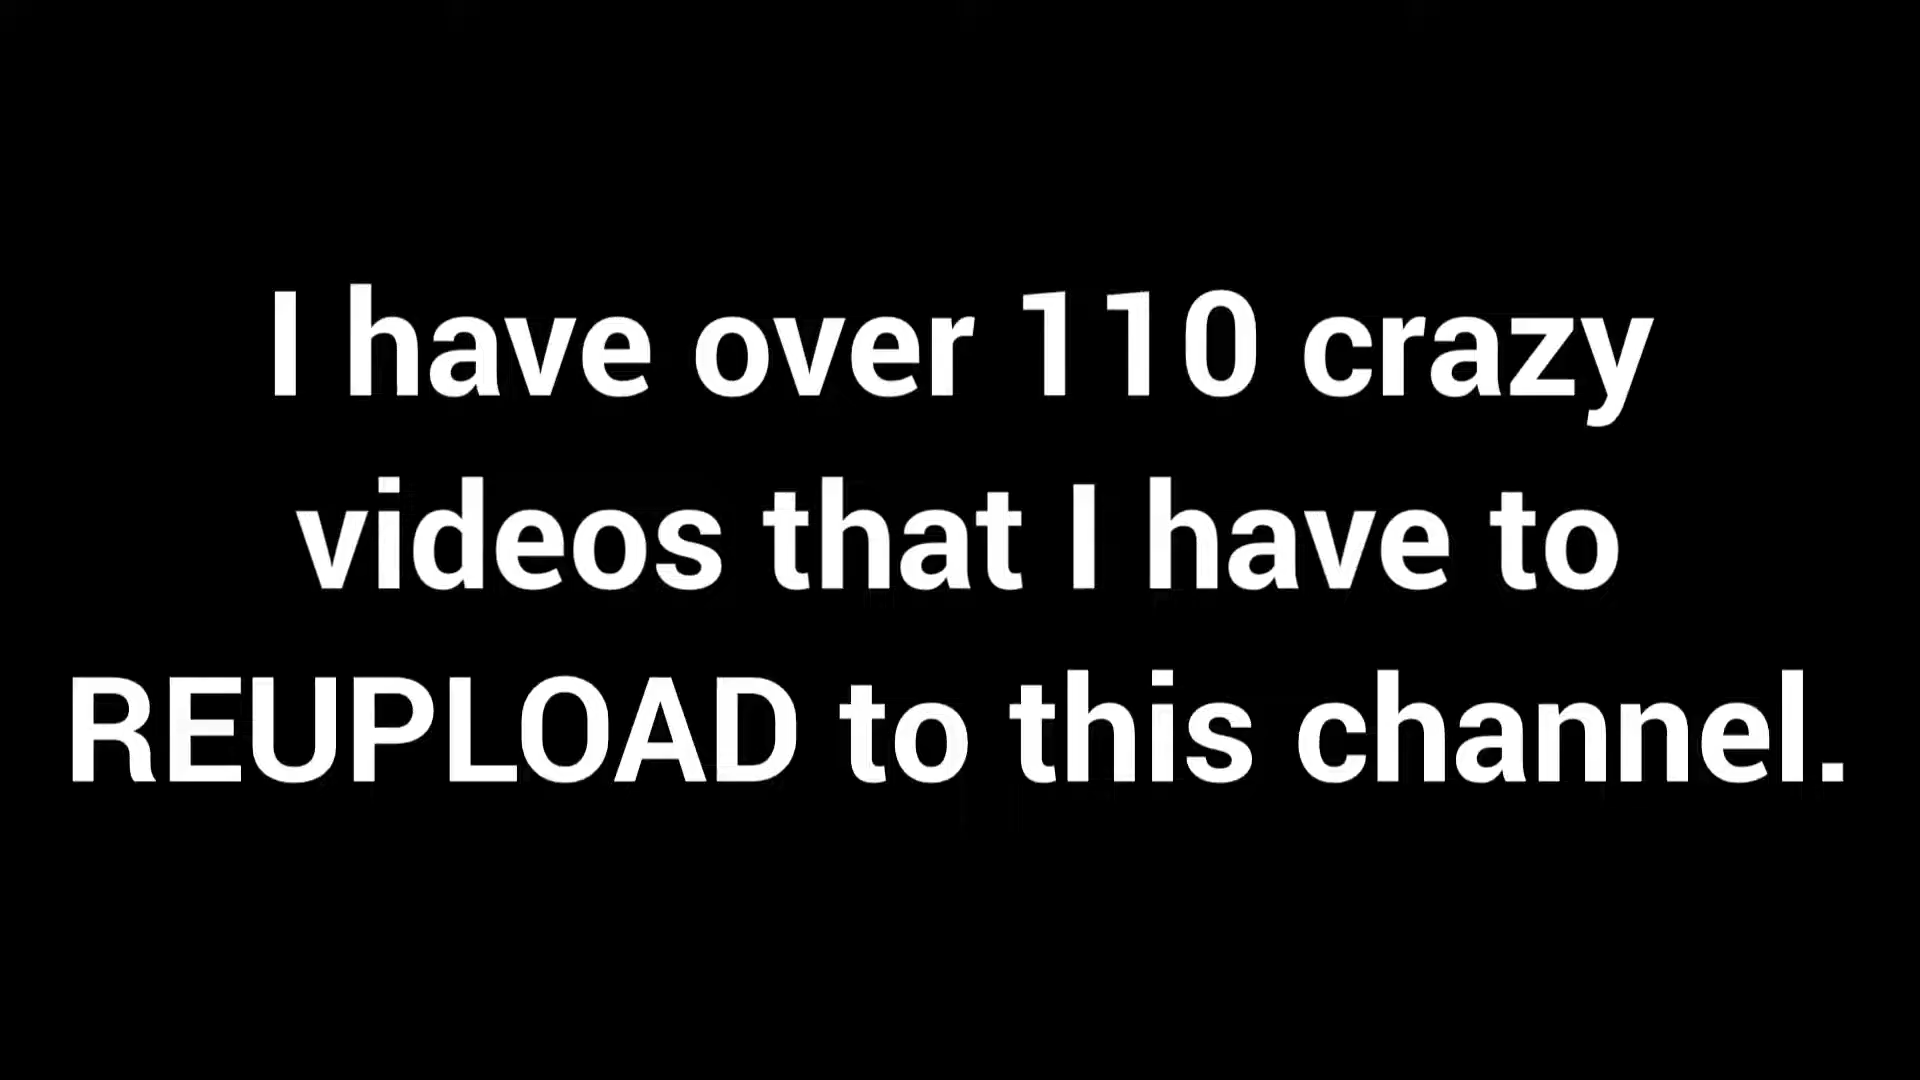 I have over 110 crazy
videos that I have to
REUPLOAD to this channel.